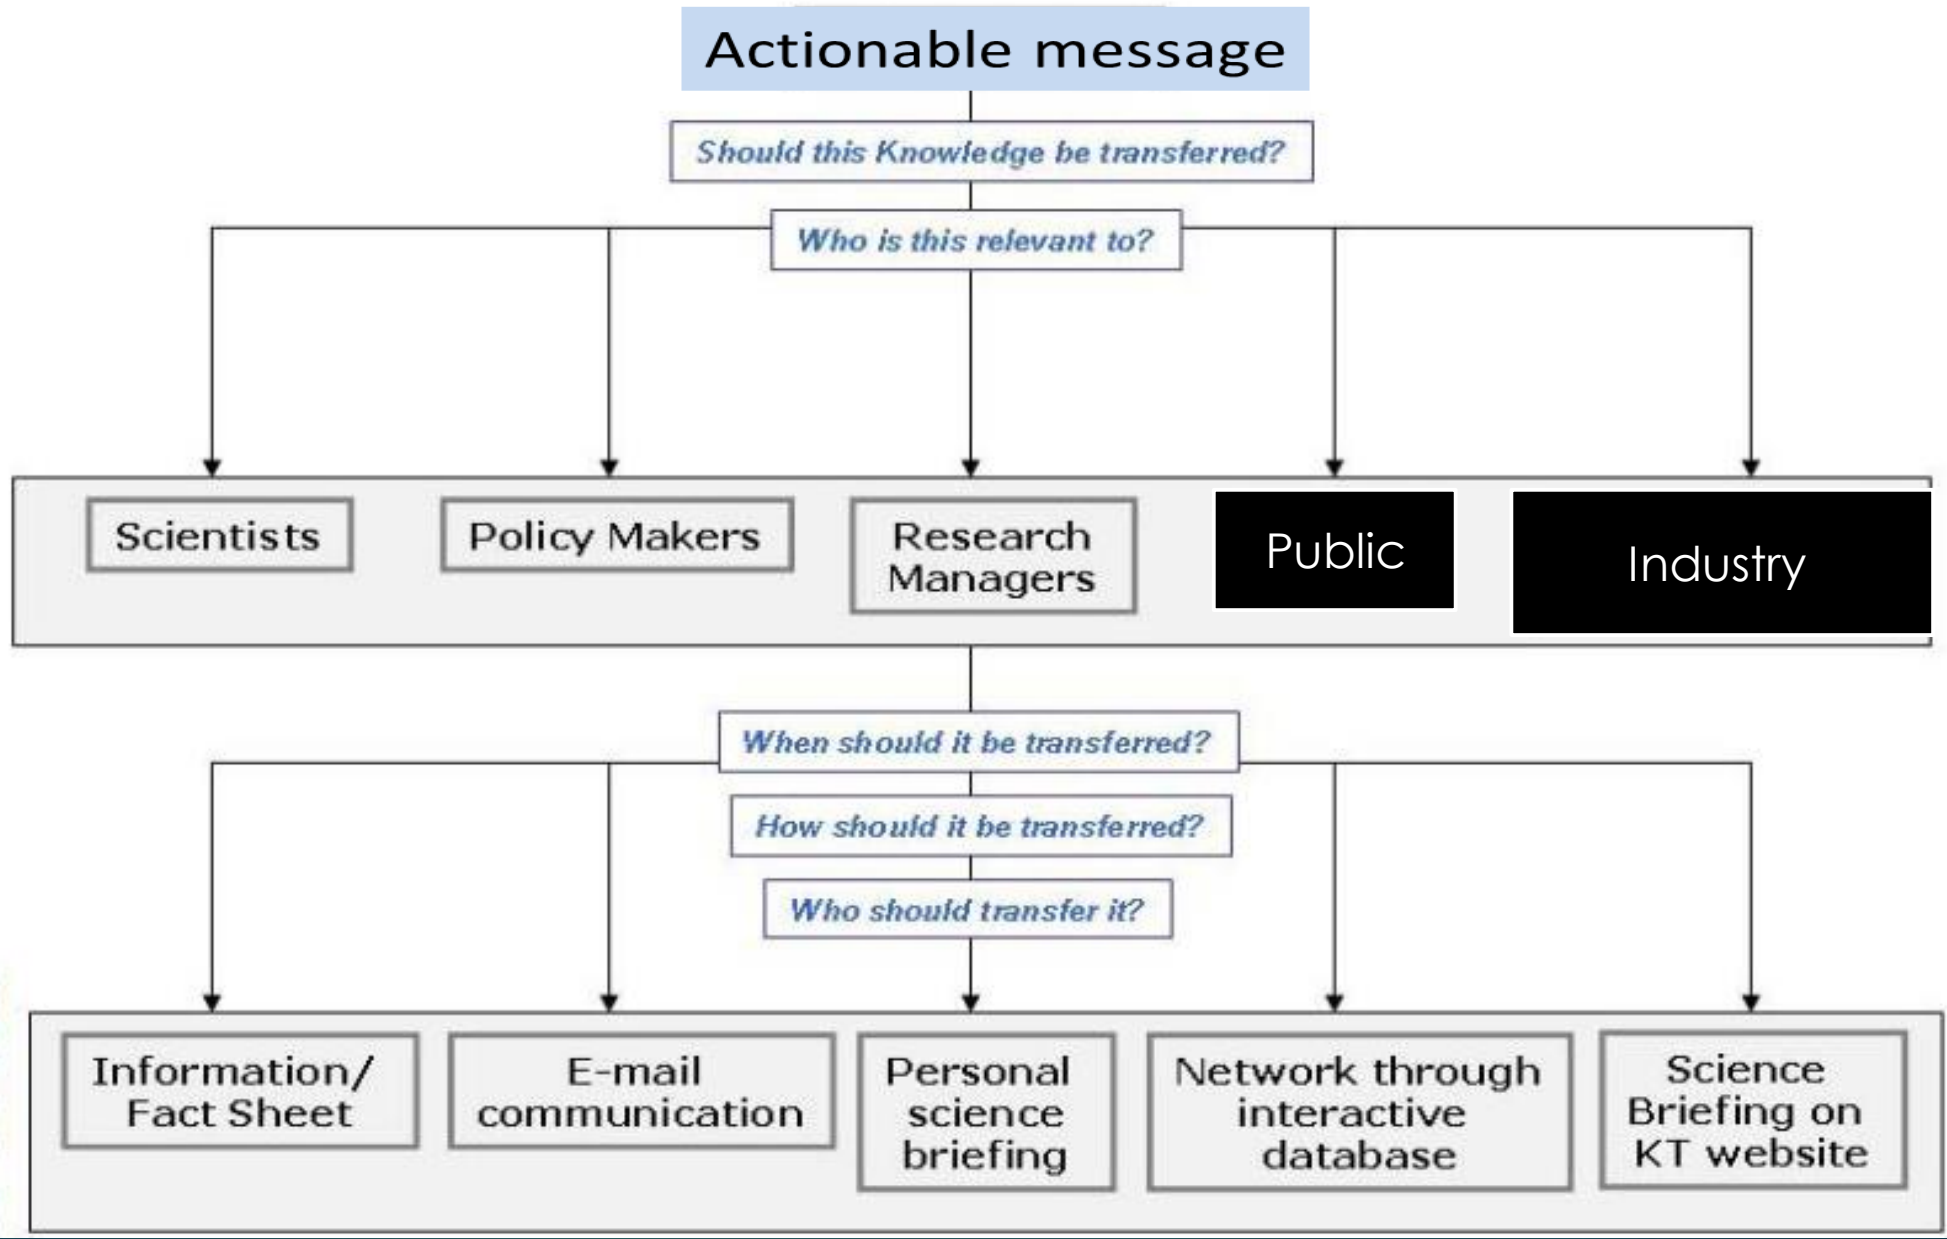 Actionable message
Should this Knowledge be transferred?
Who is this relevant to?
Scientists
Policy Makers
Research
Managers
Public
Industry
When should it be transferred?
How should it be transferred?
Who should transfer it?
Information/
Fact Sheet
E-mail
communication
Personal
science
briefing
Network through
interactive
database
Science
Briefing on
KT website